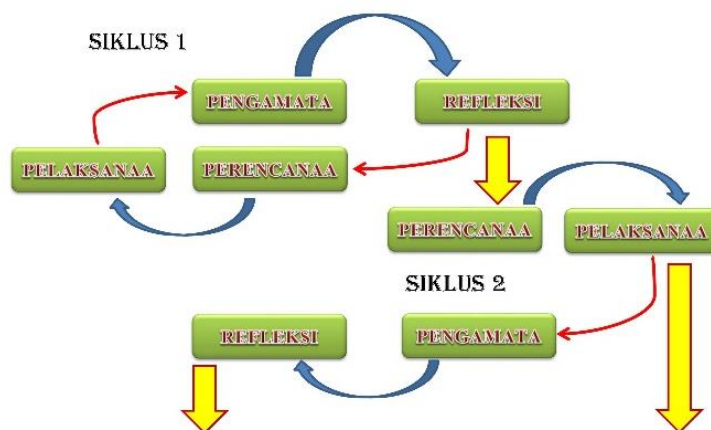 SIKLUS 1
PENGAMATA
REFLEKSI
PELAKSANAA
PERENCANAA
PERENCANAA
PELAKSANAA
SIKLUS 2
REFLEKSI
PENGAMATA